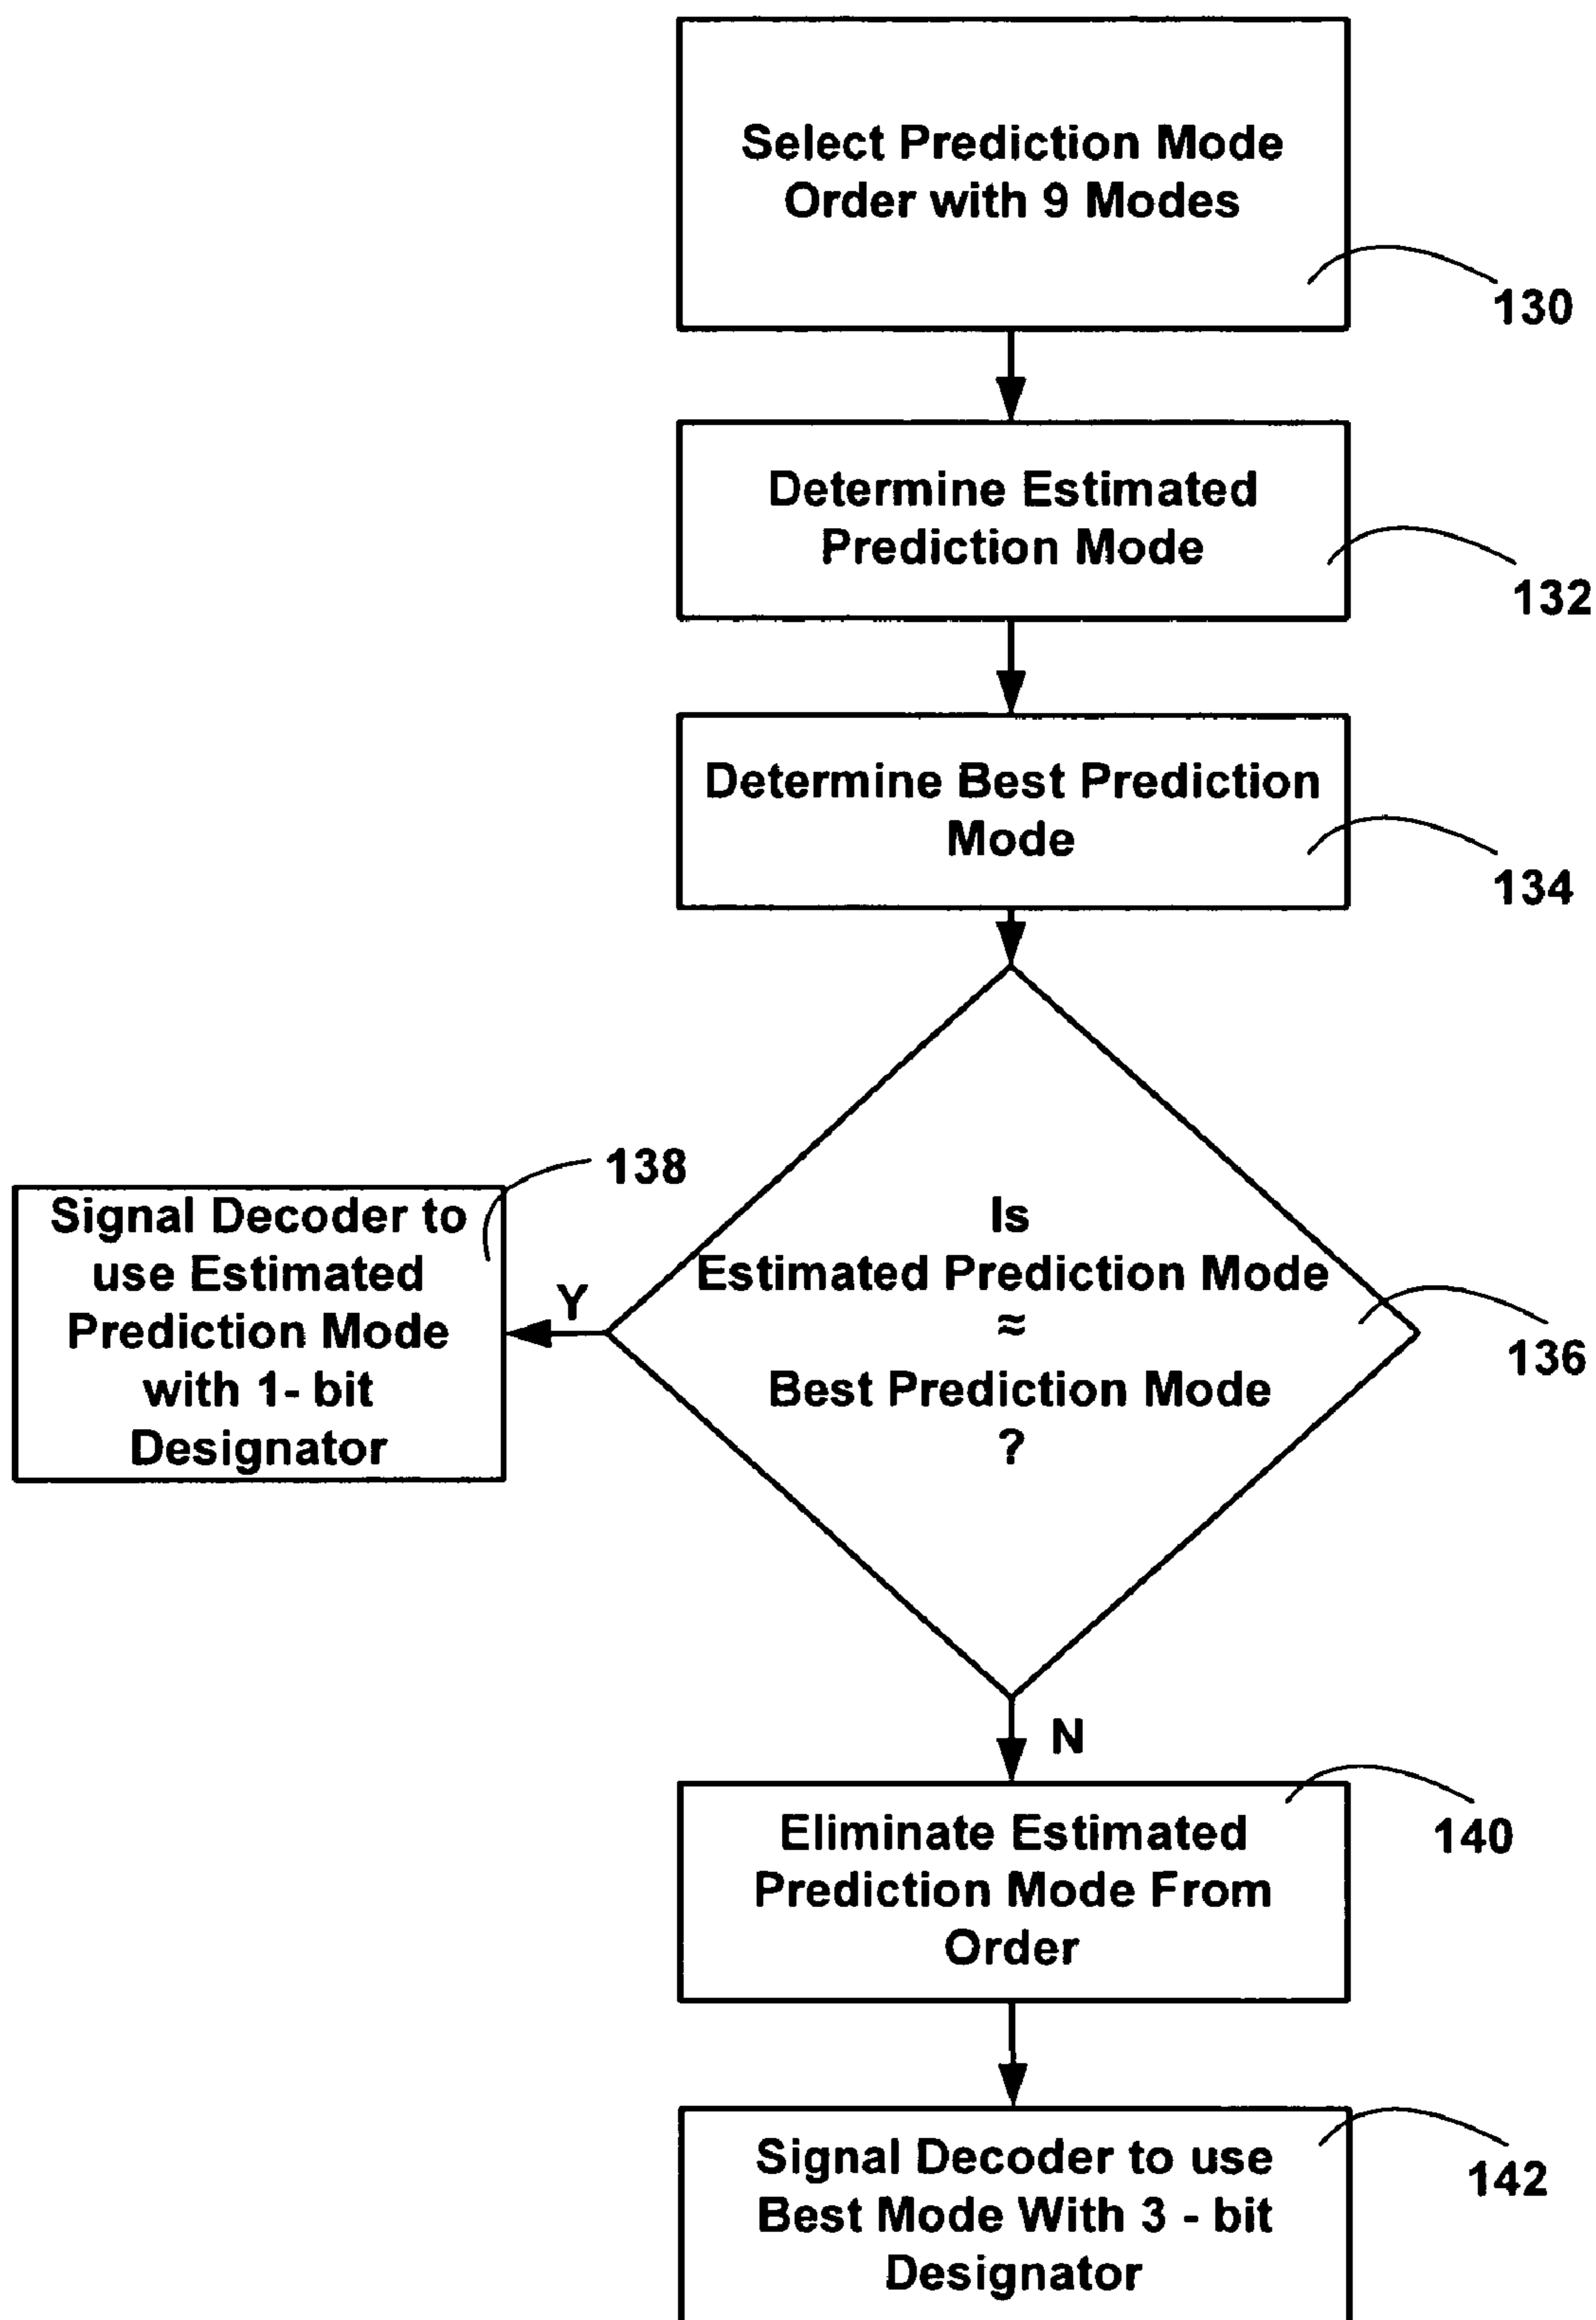 Select Prediction Mode
Order with 9 Modes
130
Determine Estimated
Prediction Mode
132
Determine Best Prediction
Mode
134
138
Signal Decoder to
use Estimated
Prediction Mode
with 1- bit
Designator
Y
Is
Estimated Prediction Mode
≈
Best Prediction Mode
?
136
N
Eliminate Estimated
Prediction Mode From
Order
140
Signal Decoder to use
Best Mode With 3 - bit
Designator
142